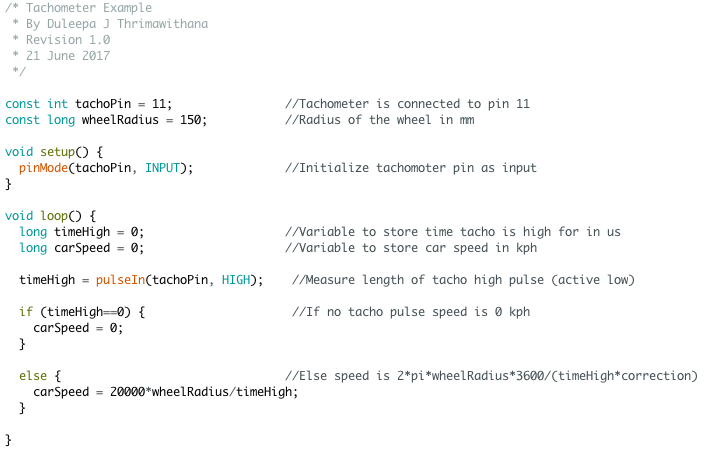 /* Tachometer Example
 * By Duleepa J Thrimawithana
 * Revision 1.0
 * 21 June 2017
 */
const int tachoPin = 11; //Tachometer is connected to pin 11
const long wheelRadius = 150; //Radius of the wheel in mm
void setup() {
  pinMode(tachoPin, INPUT); //Initialize tachomoter pin as input
}
void loop() {
  long timeHigh = 0; //Variable to store time tacho is high for in us
  long carSpeed = 0; //Variable to store car speed in kph
  timeHigh = pulseIn(tachoPin, HIGH); //Measure length of tacho high pulse (active low)
  if (timeHigh==0) { //If no tacho pulse speed is 0 kph
    carSpeed = 0;
  }
  else { //Else speed is 2*pi*wheelRadius*3600/(timeHigh*correction)
    carSpeed = 20000*wheelRadius/timeHigh;
  }
}